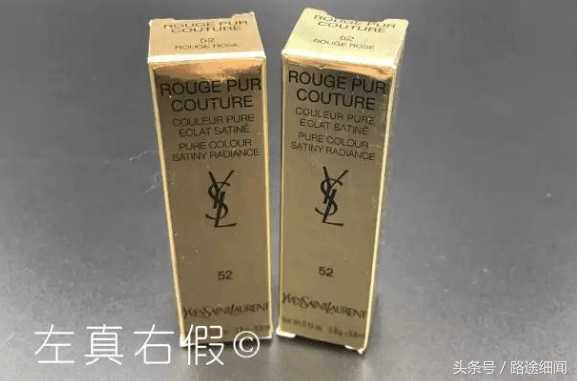 ROUGE PUR
COUTURE
52
ROUGE ROSE
ROUGE PUR
COUTURE
COULEUR PURE
ECLAT SATINÉ
PURE COLOUR
SATINY RADIANCE
YSL
52
YVESSAINTLAURENT
ROUGE PUR
COUTURE
52
ROUGE ROSE
ROUGE PUR
COUTURE
COULEUR PURE
ECLAT SATINÉ
PURE COLOUR
SATINY RADIANCE
YSL
52
YVESSAINTLAURENT
左真右假©
头条号 / 路途细闻